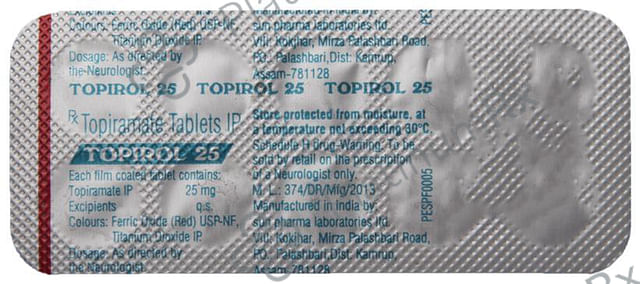 Colours: Ferric Oxide (Red) USP-NF,
Titanium Dioxide IP.
Dosage: As directed by
the Neurologist.
sun pharma laboratories ltd.
Vill: Kokjhar, Mirza Palashbari Road,
P.O.: Palashbari, Dist: Kamrup,
Assam-781128
TOPIROL 25 TOPIROL 25 TOPIROL 25
Rx Topiramate Tablets IP
TOPIROL 25
Each film coated tablet contains:
Topiramate IP 25 mg
Excipients q.s.
Colours: Ferric Oxide (Red) USP-NF,
Titanium Dioxide IP.
Dosage: As directed by
the Neurologist.
Store protected from moisture, at
a temperature not exceeding 30°C.
Schedule H drug-Warning: To be
sold by retail on the prescription
of a Neurologist only.
M. L.: 374/DR/Mfg/2013
Manufactured in India by:
sun pharma laboratories ltd.
Vill: Kokjhar, Mirza Palashbari Road,
P.O.: Palashbari, Dist: Kamrup,
Assam-781128
PESPF0005